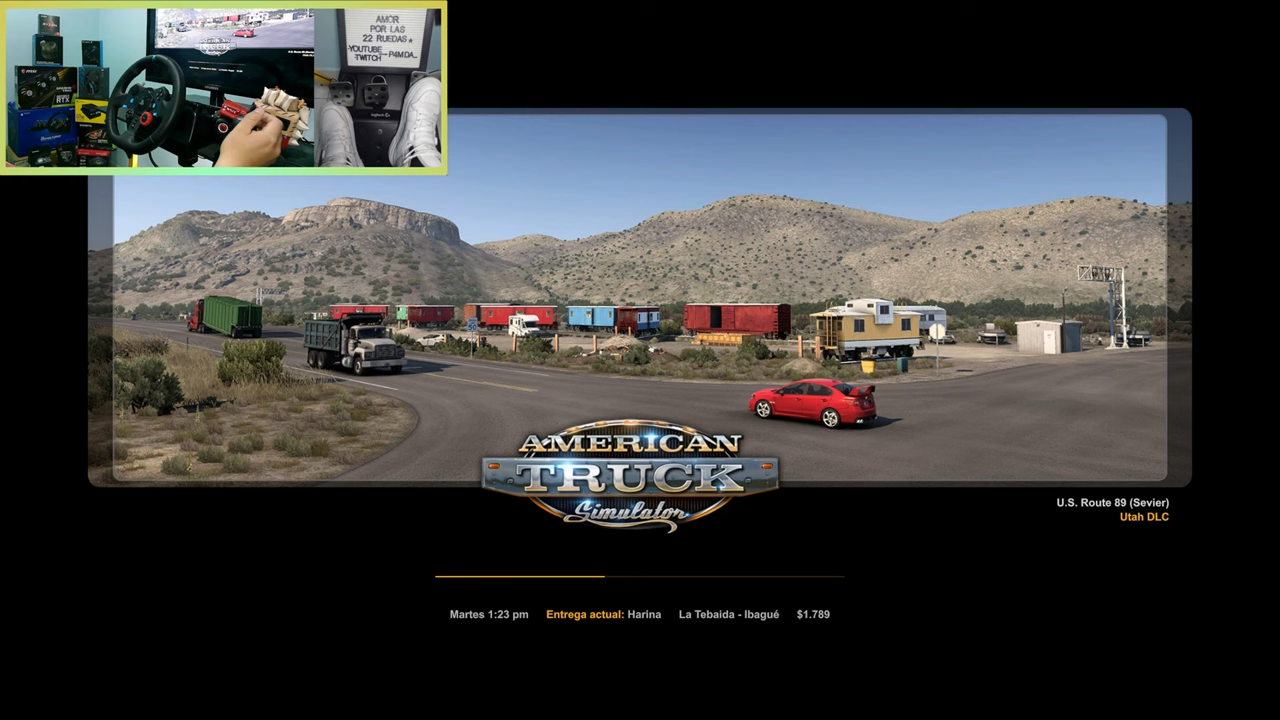 AMOR
POR LAS
22 RUEDAS
YOUTUBE
TWITCH
RTX
AMERICAN
TRUCK
Simulator
U.S. Route 89 (Sevier)
Utah DLC
Martes 1:23 pm Entrega actual: Harina La Tebaida - Ibagué $1.789